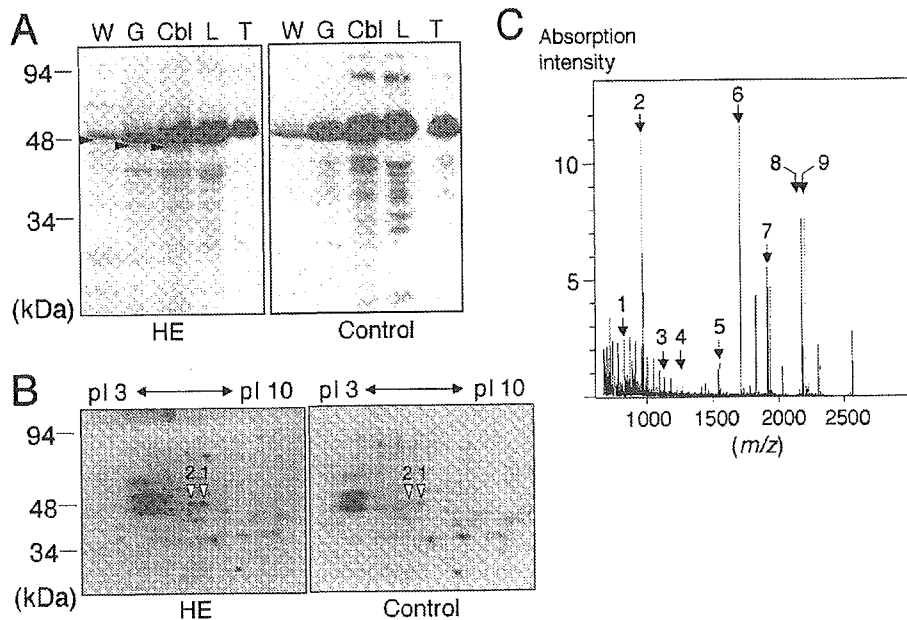 A
W G Cbl L T
W G Cbl L T
94
48
34
(kDa)
HE
Control
B
pI 3
pI 10
pI 3
pI 10
94
48
34
(kDa)
2 1
2 1
HE
Control
C
Absorption
intensity
10
5
1
2
3
4
5
6
7
8
9
1000
1500
2000
2500
(m/z)